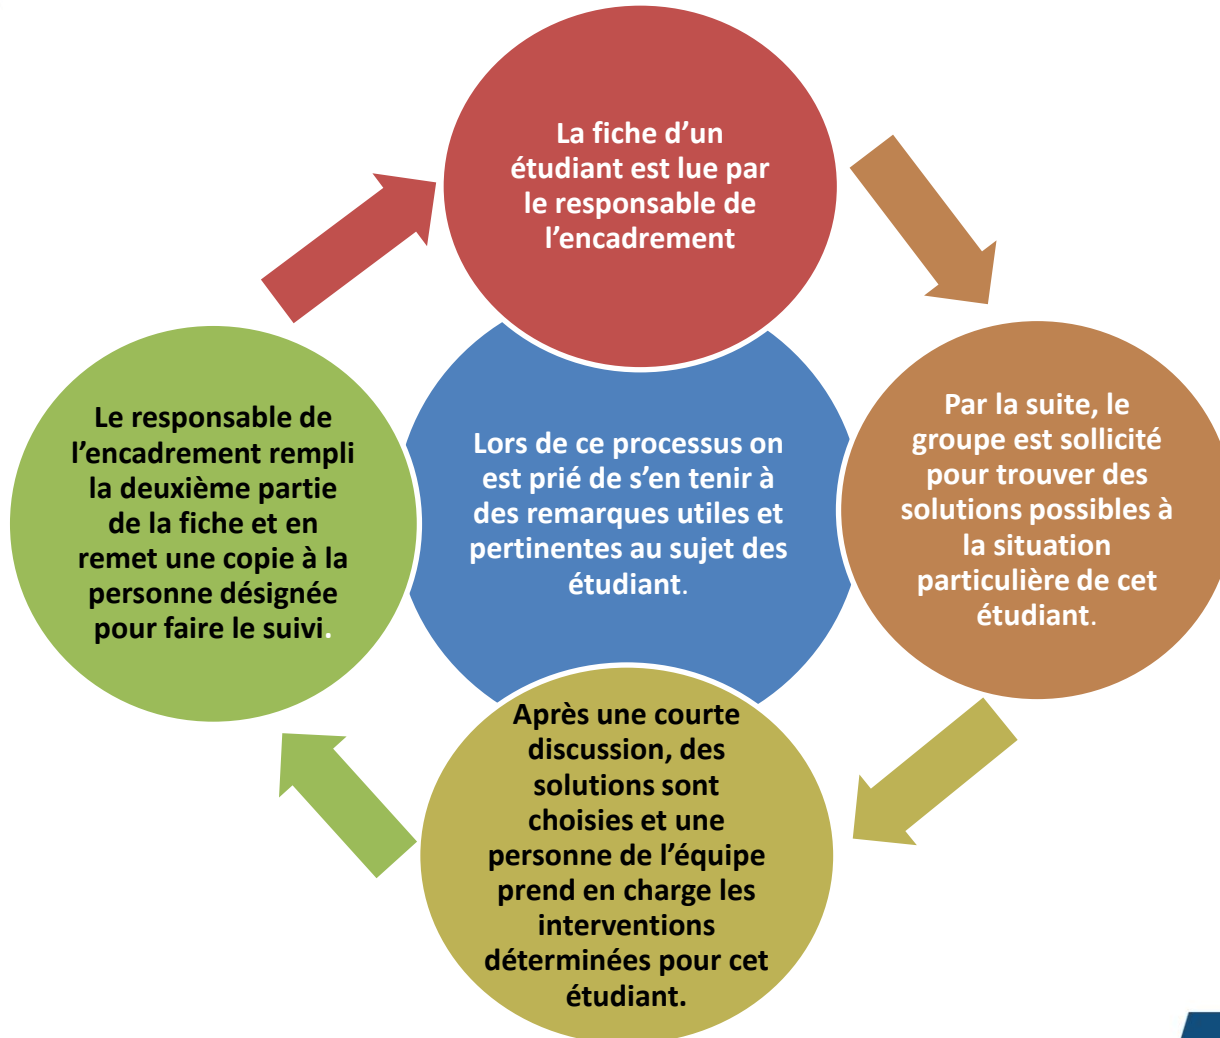 La fiche d’un
étudiant est lue par
le responsable de
l’encadrement
Par la suite, le
groupe est sollicité
pour trouver des
solutions possibles à
la situation
particulière de cet
étudiant.
Après une courte
discussion, des
solutions sont
choisies et une
personne de l’équipe
prend en charge les
interventions
déterminées pour cet
étudiant.
Le responsable de
l’encadrement rempli
la deuxième partie
de la fiche et en
remet une copie à la
personne désignée
pour faire le suivi.
Lors de ce processus on
est prié de s’en tenir à
des remarques utiles et
pertinentes au sujet des
étudiant.